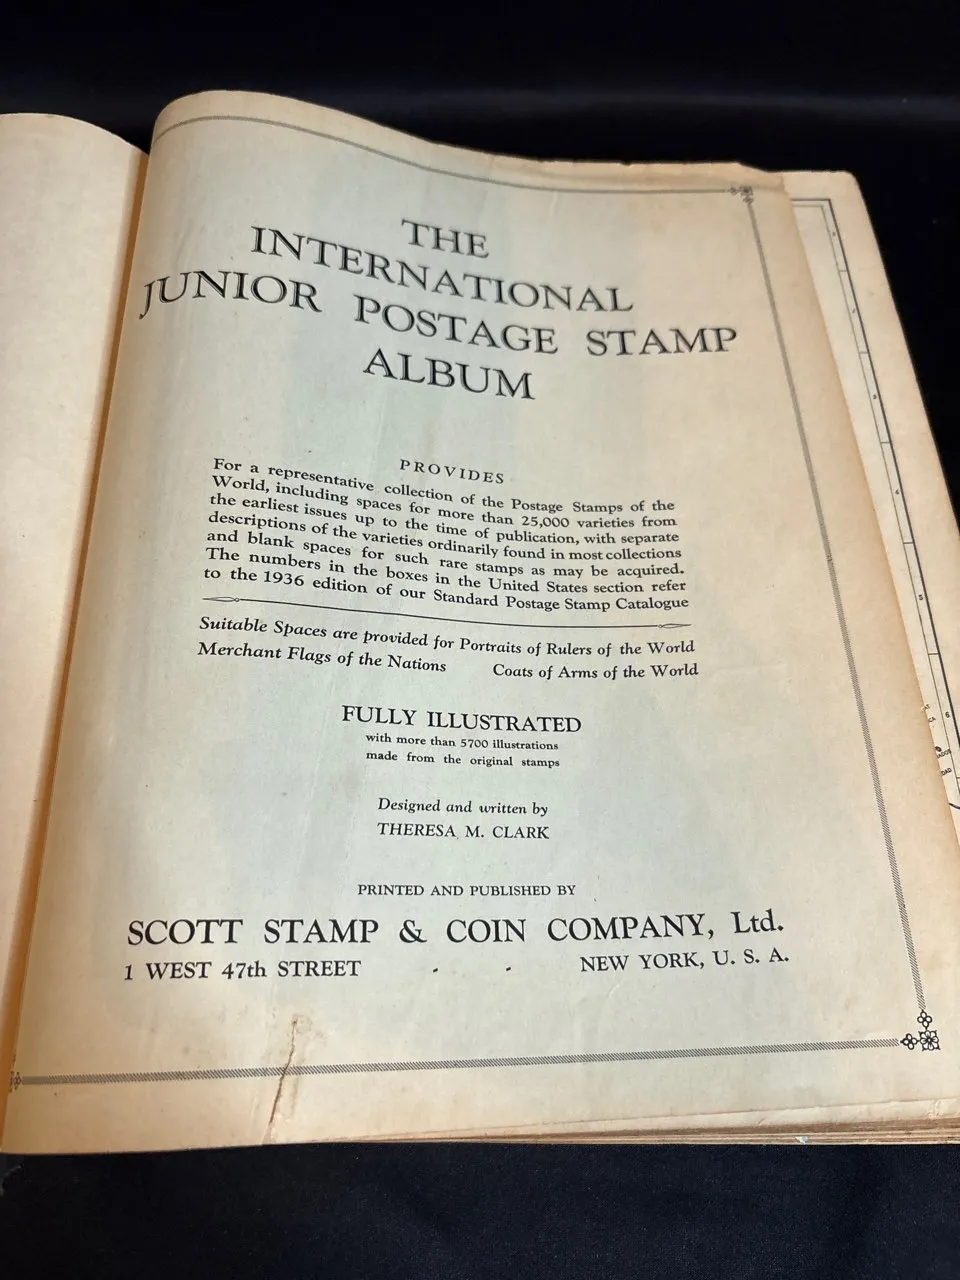 THE
INTERNATIONAL
JUNIOR POSTAGE STAMP
ALBUM
PROVIDES
For a representative collection of the Postage Stamps of the
World, including spaces for more than 25,000 varieties from
the earliest issues up to the time of publication, with separate
descriptions of the varieties ordinarily found in most collections
and blank spaces for such rare stamps as may be acquired.
The numbers in the boxes in the United States section refer
to the 1936 edition of our Standard Postage Stamp Catalogue
Suitable Spaces are provided for Portraits of Rulers of the World
Merchant Flags of the Nations Coats of Arms of the World
FULLY ILLUSTRATED
with more than 5700 illustrations
made from the original stamps
Designed and written by
THERESA M. CLARK
PRINTED AND PUBLISHED BY
SCOTT STAMP & COIN COMPANY, Ltd.
1 WEST 47th STREET · · NEW YORK, U. S. A.